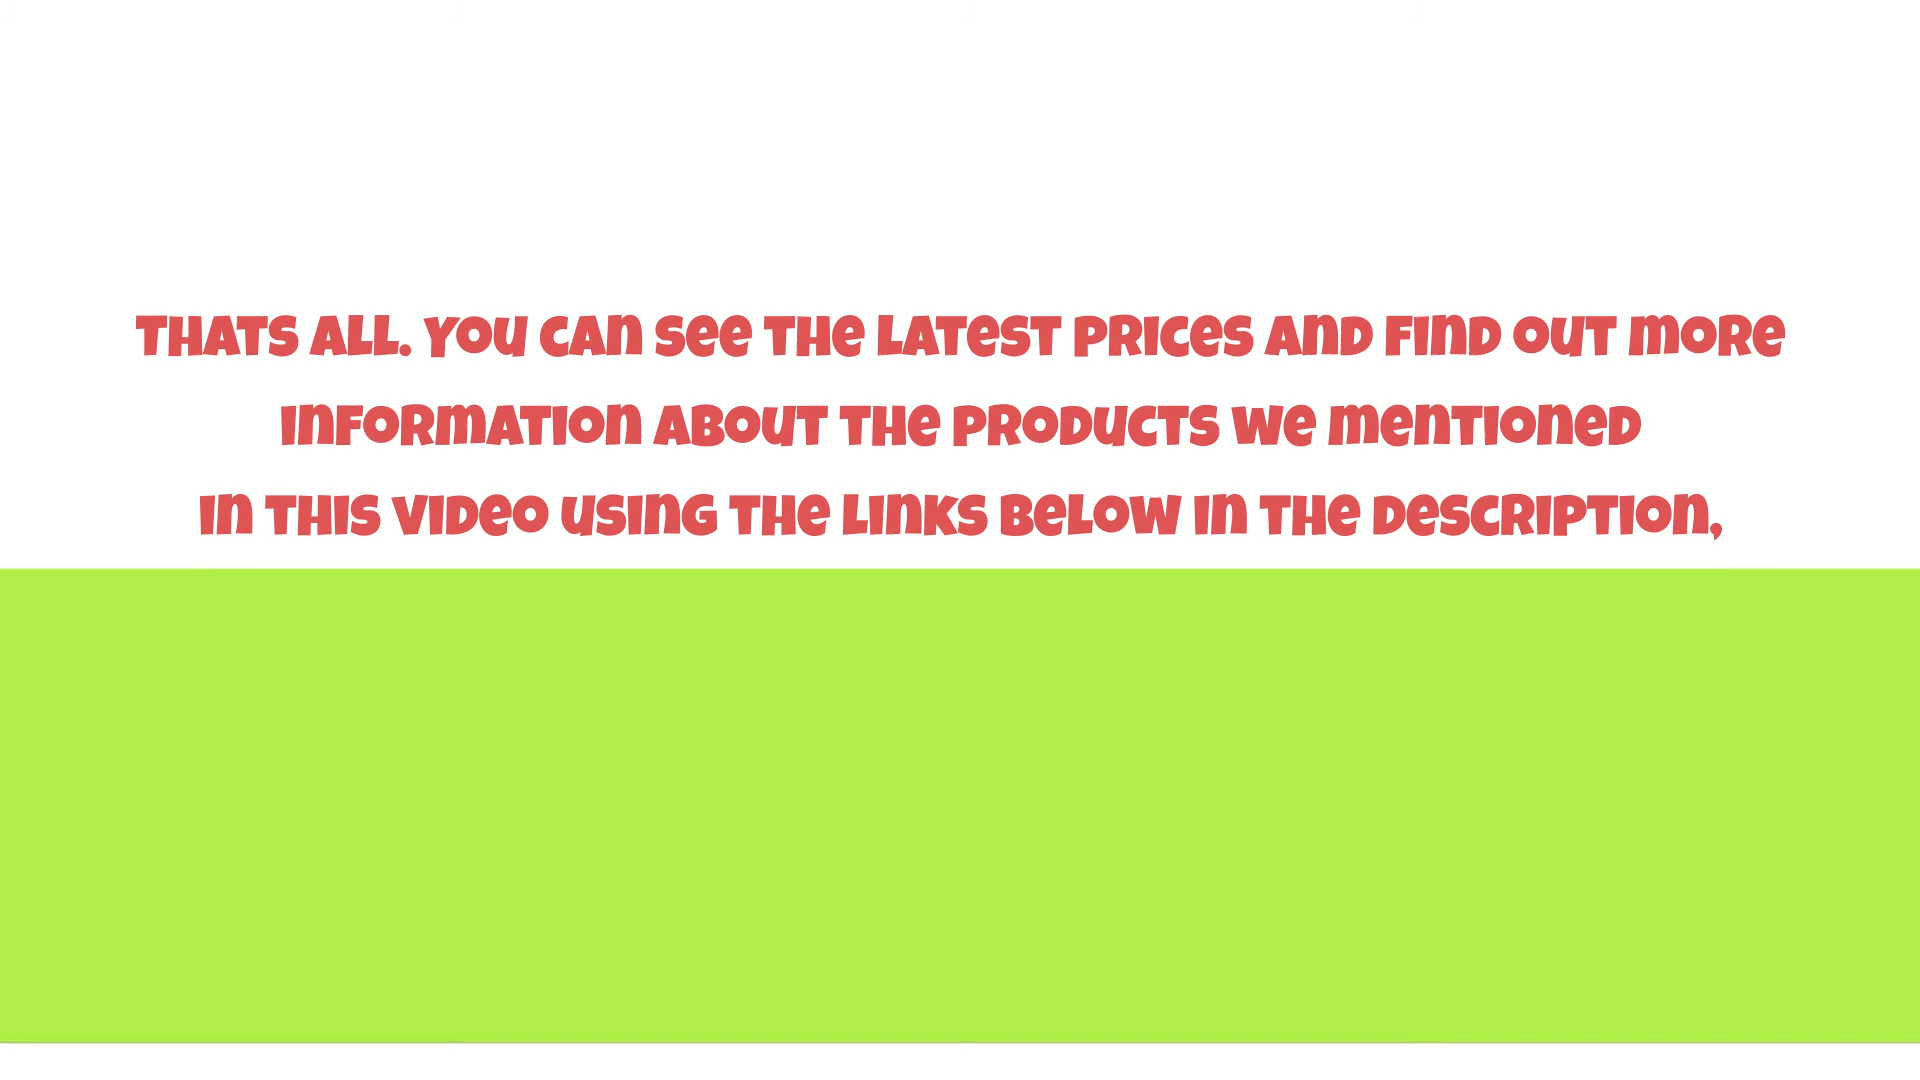 Thats all. You can see the latest prices and find out more
information about the products we mentioned
in this video using the links below in the description,